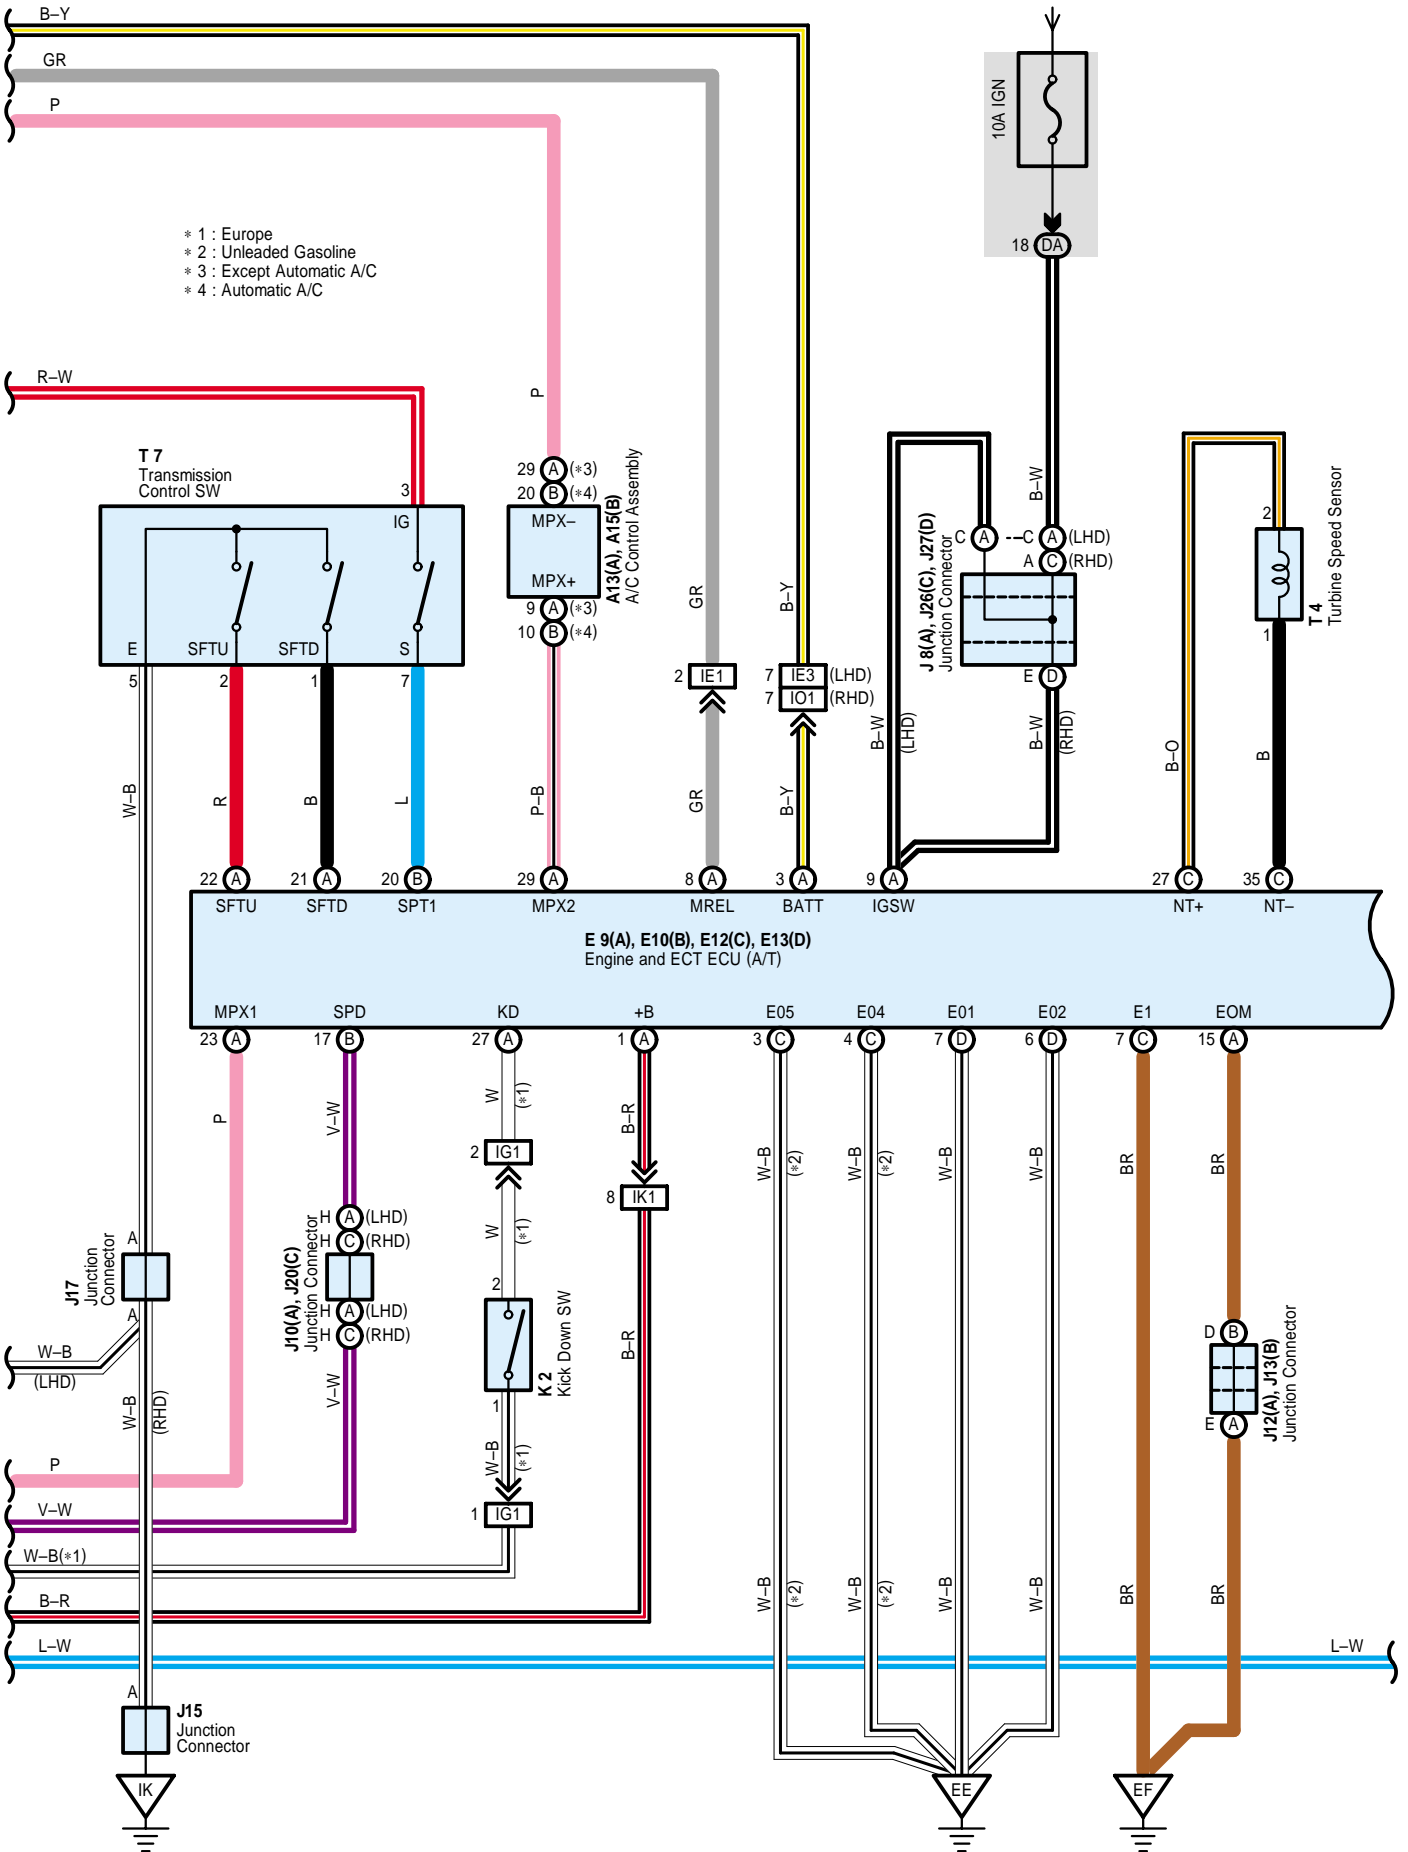 B–Y
GR
P
10A IGN
18 DA
∗ 1 : Europe
∗ 2 : Unleaded Gasoline
∗ 3 : Except Automatic A/C
∗ 4 : Automatic A/C
R–W
P
B–W
T 7
Transmission
Control SW
3
IG
E
SFTU
SFTD
S
5
2
1
7
29 A (∗3)
20 B (∗4)
MPX–
MPX+
9 A (∗3)
10 B (∗4)
A13(A), A15(B)
A/C Control Assembly
GR
B–Y
2 IE1
7 IE3 (LHD)
7 IO1 (RHD)
C A
C A (LHD)
A C (RHD)
E D
J 8(A), J26(C), J27(D)
Junction Connector
2
1
T 4
Turbine Speed Sensor
W–B
R
B
L
P–B
GR
B–Y
B–W
(LHD)
B–W
(RHD)
B–O
B
22 A
21 A
20 B
29 A
8 A
3 A
9 A
27 C
35 C
SFTU
SFTD
SPT1
MPX2
MREL
BATT
IGSW
NT+
NT–
E 9(A), E10(B), E12(C), E13(D)
Engine and ECT ECU (A/T)
MPX1
SPD
KD
+B
E05
E04
E01
E02
E1
EOM
23 A
17 B
27 A
1 A
3 C
4 C
7 D
6 D
7 C
15 A
P
V–W
W
(∗1)
B–R
W–B
(∗2)
W–B
(∗2)
W–B
W–B
BR
BR
2 IG1
8 IK1
W
(∗1)
A
J17
Junction
Connector
A
H A (LHD)
H C (RHD)
H A (LHD)
H C (RHD)
J10(A), J20(C)
Junction Connector
2
1
K 2
Kick Down SW
B–R
D B
E A
J12(A), J13(B)
Junction Connector
W–B
(LHD)
W–B
(RHD)
V–W
W–B
(∗1)
1 IG1
P
V–W
W–B(∗1)
B–R
L–W
W–B
(∗2)
W–B
(∗2)
W–B
W–B
BR
BR
L–W
A
J15
Junction
Connector
IK
EE
EF